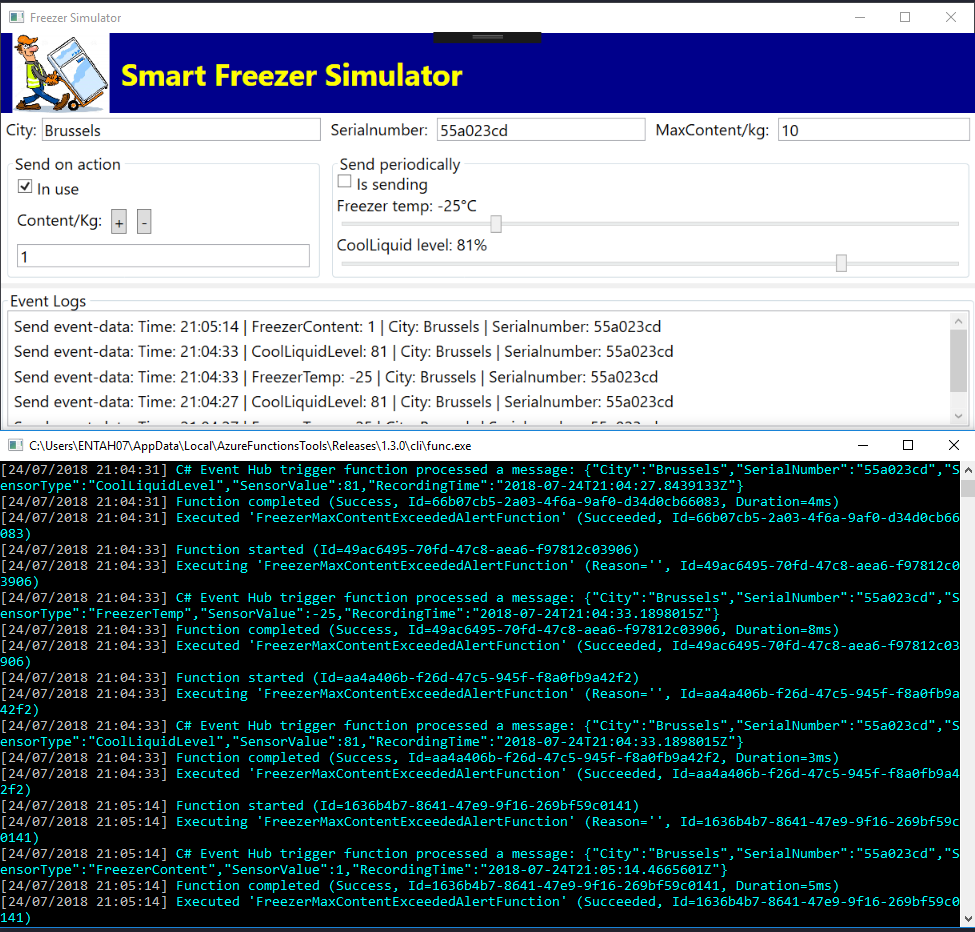 Freezer Simulator
Smart Freezer Simulator
City: Brussels Serialnumber: 55a023cd MaxContent/kg: 10
Send on action
In use
Content/Kg: + -
1
Send periodically
Is sending
Freezer temp: -25°C
CoolLiquid level: 81%
Event Logs
Send event-data: Time: 21:05:14 | FreezerContent: 1 | City: Brussels | Serialnumber: 55a023cd
Send event-data: Time: 21:04:33 | CoolLiquidLevel: 81 | City: Brussels | Serialnumber: 55a023cd
Send event-data: Time: 21:04:33 | FreezerTemp: -25 | City: Brussels | Serialnumber: 55a023cd
Send event-data: Time: 21:04:27 | CoolLiquidLevel: 81 | City: Brussels | Serialnumber: 55a023cd
C:\Users\ENTAH07\AppData\Local\AzureFunctionsTools\Releases\1.3.0\cli\func.exe
[24/07/2018 21:04:31] C# Event Hub trigger function processed a message: {"City":"Brussels","SerialNumber":"55a023cd","S
ensorType":"CoolLiquidLevel","SensorValue":81,"RecordingTime":"2018-07-24T21:04:27.8439133Z"}
[24/07/2018 21:04:31] Function completed (Success, Id=66b07cb5-2a03-4f6a-9af0-d34d0cb66083, Duration=4ms)
[24/07/2018 21:04:31] Executed 'FreezerMaxContentExceededAlertFunction' (Succeeded, Id=66b07cb5-2a03-4f6a-9af0-d34d0cb66
083)
[24/07/2018 21:04:33] Function started (Id=49ac6495-70fd-47c8-aea6-f97812c03906)
[24/07/2018 21:04:33] Executing 'FreezerMaxContentExceededAlertFunction' (Reason='', Id=49ac6495-70fd-47c8-aea6-f97812c0
3906)
[24/07/2018 21:04:33] C# Event Hub trigger function processed a message: {"City":"Brussels","SerialNumber":"55a023cd","S
ensorType":"FreezerTemp","SensorValue":-25,"RecordingTime":"2018-07-24T21:04:33.1898015Z"}
[24/07/2018 21:04:33] Function completed (Success, Id=49ac6495-70fd-47c8-aea6-f97812c03906, Duration=8ms)
[24/07/2018 21:04:33] Executed 'FreezerMaxContentExceededAlertFunction' (Succeeded, Id=49ac6495-70fd-47c8-aea6-f97812c03
906)
[24/07/2018 21:04:33] Function started (Id=aa4a406b-f26d-47c5-945f-f8a0fb9a42f2)
[24/07/2018 21:04:33] Executing 'FreezerMaxContentExceededAlertFunction' (Reason='', Id=aa4a406b-f26d-47c5-945f-f8a0fb9a
42f2)
[24/07/2018 21:04:33] C# Event Hub trigger function processed a message: {"City":"Brussels","SerialNumber":"55a023cd","S
ensorType":"CoolLiquidLevel","SensorValue":81,"RecordingTime":"2018-07-24T21:04:33.1898015Z"}
[24/07/2018 21:04:33] Function completed (Success, Id=aa4a406b-f26d-47c5-945f-f8a0fb9a42f2, Duration=3ms)
[24/07/2018 21:04:33] Executed 'FreezerMaxContentExceededAlertFunction' (Succeeded, Id=aa4a406b-f26d-47c5-945f-f8a0fb9a4
2f2)
[24/07/2018 21:05:14] Function started (Id=1636b4b7-8641-47e9-9f16-269bf59c0141)
[24/07/2018 21:05:14] Executing 'FreezerMaxContentExceededAlertFunction' (Reason='', Id=1636b4b7-8641-47e9-9f16-269bf59c
0141)
[24/07/2018 21:05:14] C# Event Hub trigger function processed a message: {"City":"Brussels","SerialNumber":"55a023cd","S
ensorType":"FreezerContent","SensorValue":1,"RecordingTime":"2018-07-24T21:05:14.4665601Z"}
[24/07/2018 21:05:14] Function completed (Success, Id=1636b4b7-8641-47e9-9f16-269bf59c0141, Duration=5ms)
[24/07/2018 21:05:14] Executed 'FreezerMaxContentExceededAlertFunction' (Succeeded, Id=1636b4b7-8641-47e9-9f16-269bf59c0
141)